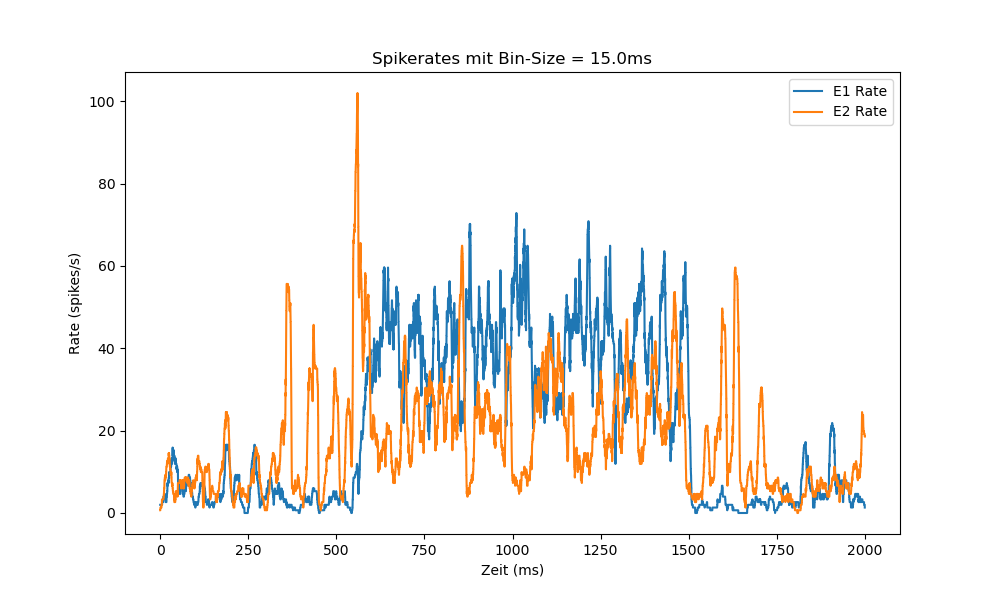 Spikerates mit Bin-Size = 15.0ms
E1 Rate
E2 Rate
Rate (spikes/s)
100
80
60
40
20
0
0 250 500 750 1000 1250 1500 1750 2000
Zeit (ms)